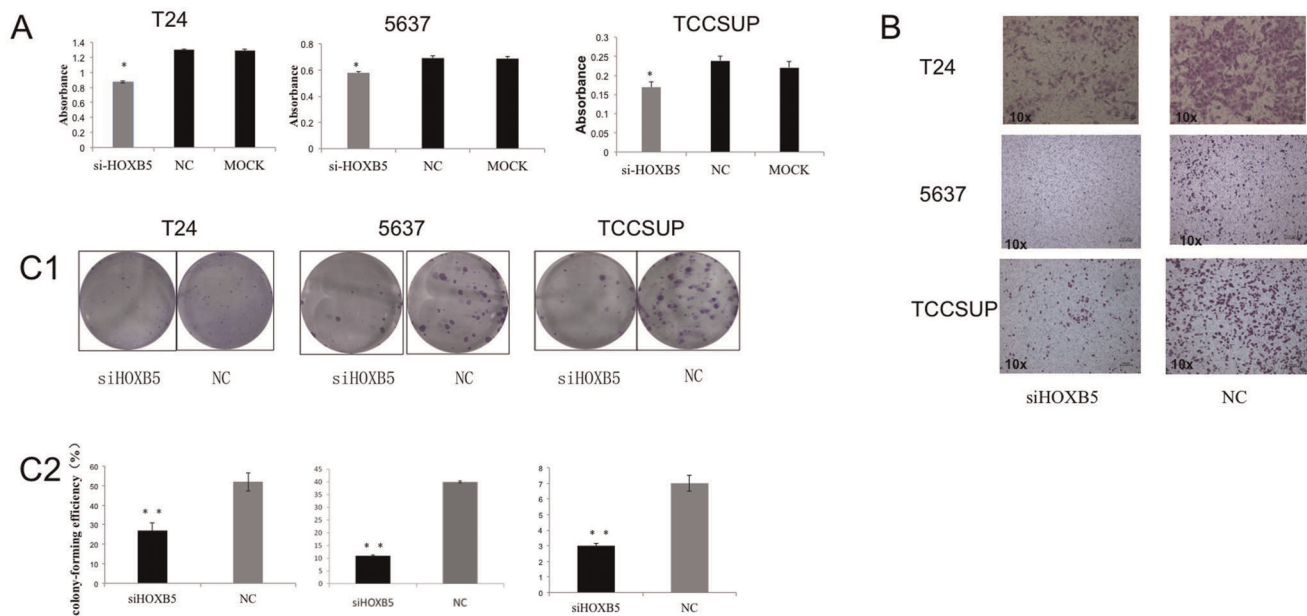 A
T24
5637
TCCSUP
Absorbance
1.4
1.2
1
0.8
0.6
0.4
0.2
0
*
si-HOXB5 NC MOCK
Absorbance
0.8
0.6
0.4
0.2
0
*
si-HOXB5 NC MOCK
Absorbance
0.25
0.2
0.15
0.1
0.05
0
*
si-HOXB5 NC MOCK
B
T24
10x 10x
5637
10x 10x
TCCSUP
10x 10x
siHOXB5 NC
C1
T24 5637 TCCSUP
siHOXB5 NC siHOXB5 NC siHOXB5 NC
C2
colony-forming efficiency (%)
60
50
40
30
20
10
0
* *
siHOXB5 NC
45
40
35
30
25
20
15
10
5
0
* *
siHOXB5 NC
8
7
6
5
4
3
2
1
0
* *
siHOXB5 NC